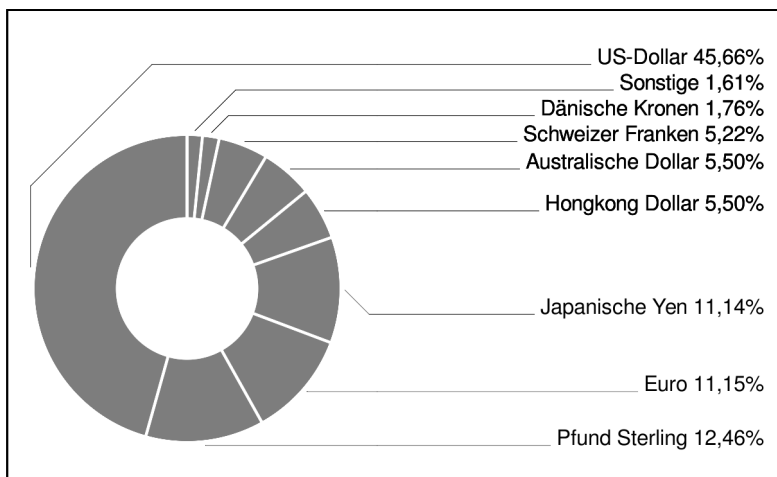 US-Dollar 45,66%
Sonstige 1,61%
Dänische Kronen 1,76%
Schweizer Franken 5,22%
Australische Dollar 5,50%
Hongkong Dollar 5,50%
Japanische Yen 11,14%
Euro 11,15%
Pfund Sterling 12,46%